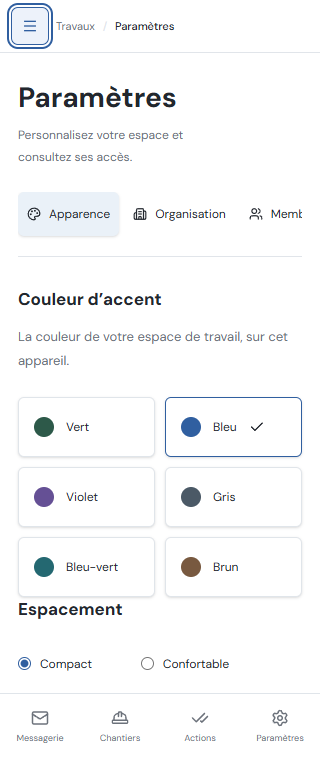 Travaux / Paramètres
Paramètres
Personnalisez votre espace et
consultez ses accès.
Apparence Organisation Memb
Couleur d’accent
La couleur de votre espace de travail, sur cet
appareil.
Vert Bleu
Violet Gris
Bleu-vert Brun
Espacement
Compact Confortable
Messagerie Chantiers Actions Paramètres